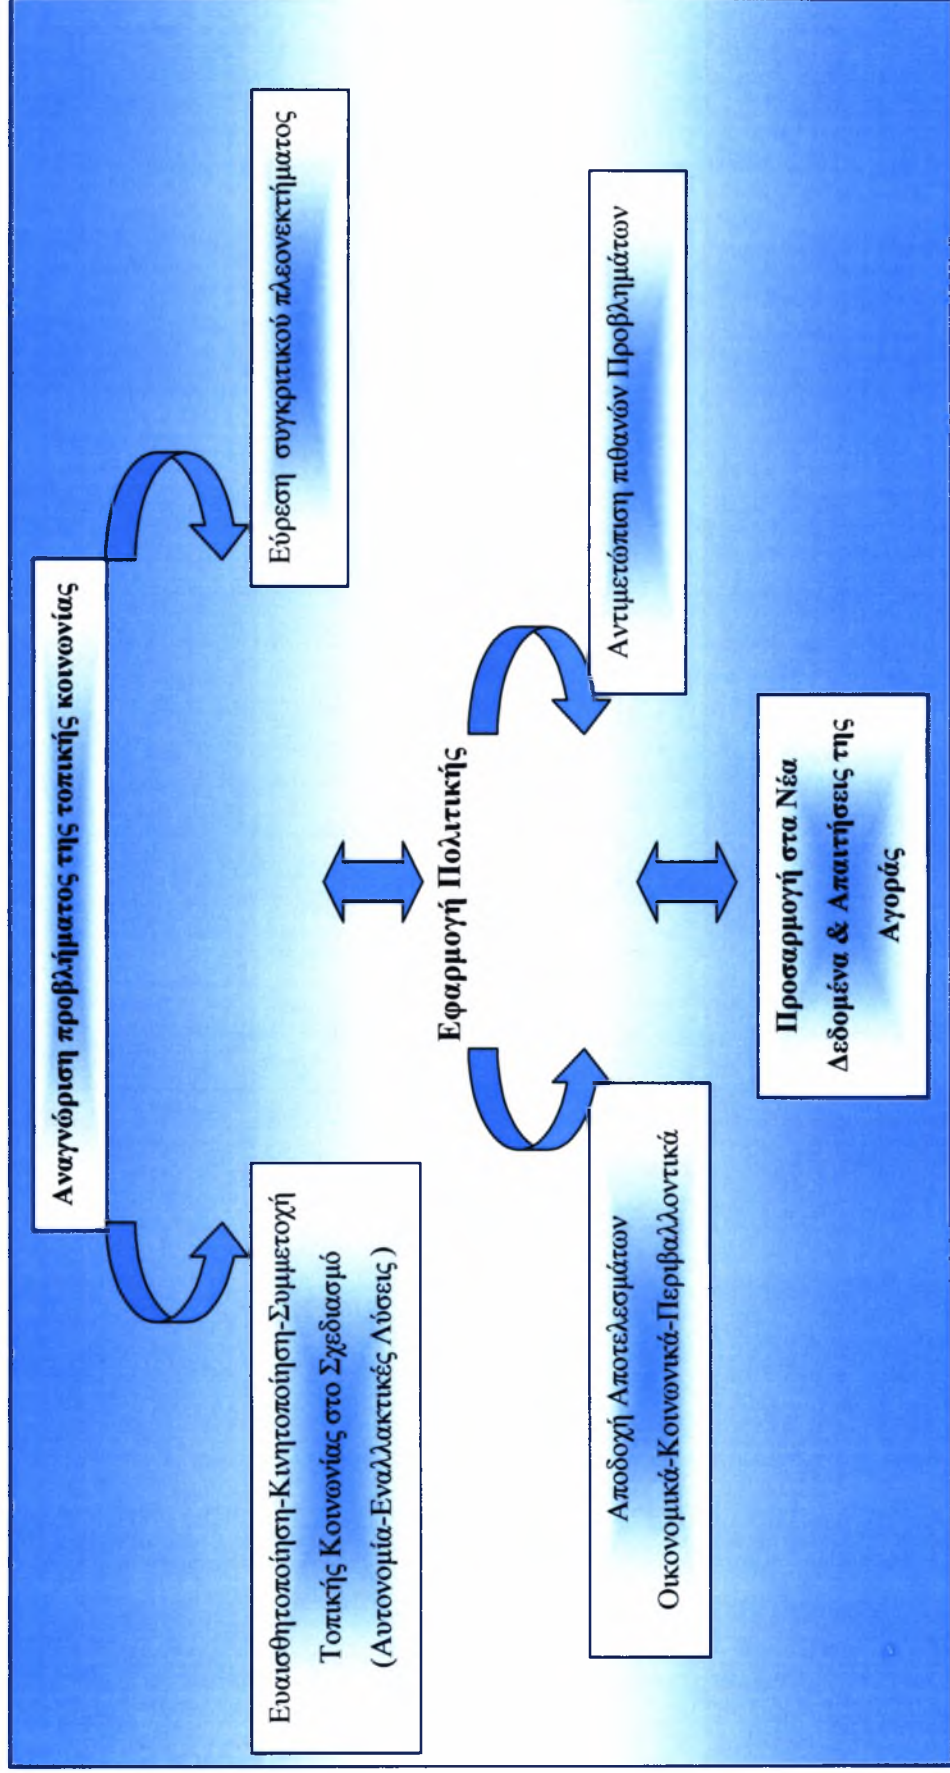 Αναγνώριση προβλήματος της τοπικής κοινωνίας
Ευαισθητοποίηση-Κινητοποίηση-Συμμετοχή
Τοπικής Κοινωνίας στο Σχεδιασμό
(Αυτονομία-Εναλλακτικές Λύσεις )
Εύρεση συγκριτικού πλεονεκτήματος
Εφαρμογή Πολιτικής
Αποδοχή Αποτελεσμάτων
Οικονομικά-Κοινωνικά-Περιβαλλοντικά
Αντιμετώπιση πιθανών Προβλημάτων
Προσαρμογή στα Νέα
Δεδομένα & Απαιτήσεις της
Αγοράς